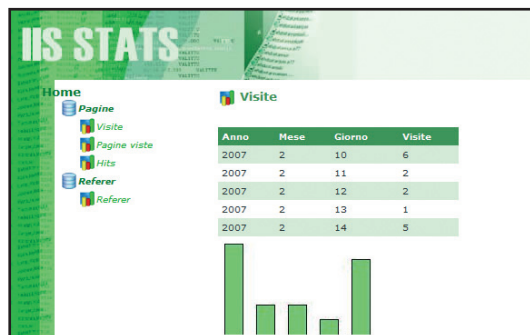 IIS STATS
Home
Pagine
Visite
Pagine viste
Hits
Referer
Referer
Visite
Anno Mese Giorno Visite
2007 2 10 6
2007 2 11 2
2007 2 12 2
2007 2 13 1
2007 2 14 5